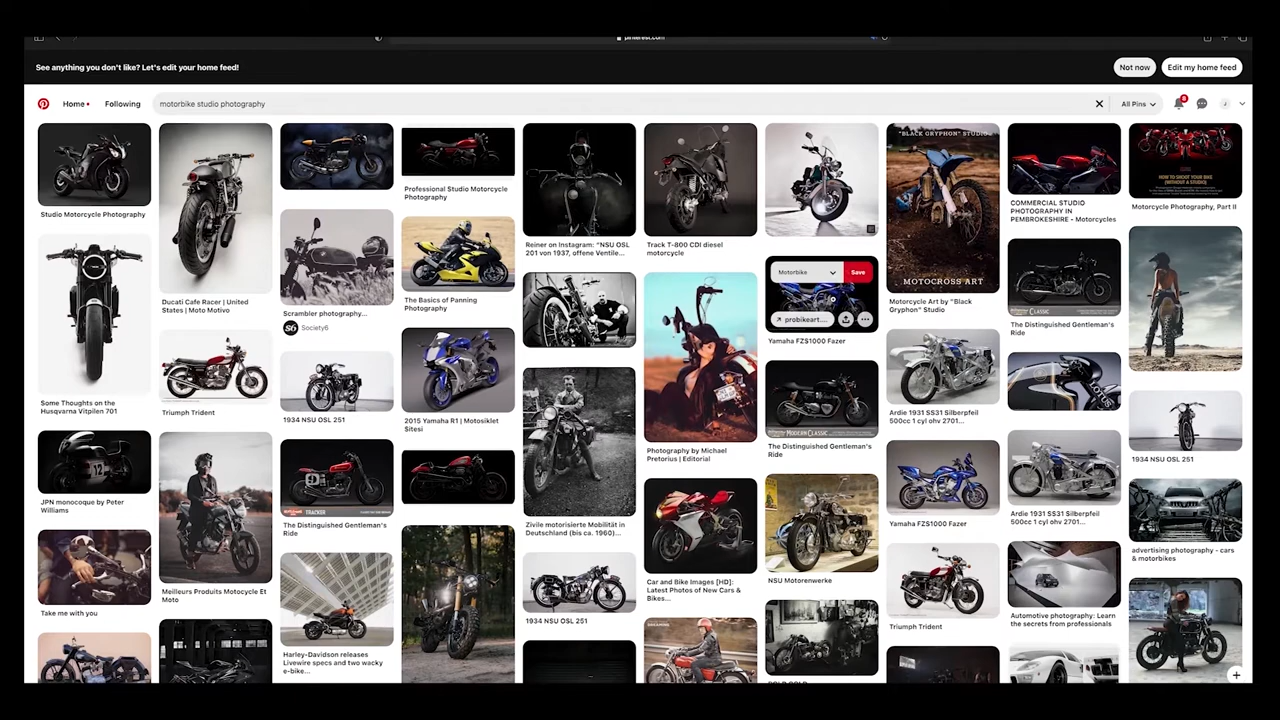 pinterest.com
See anything you don't like? Let's edit your home feed!
Not now
Edit my home feed
Home
Following
motorbike studio photography
All Pins
8
J
Studio Motorcycle Photography
Some Thoughts on the
Husqvarna Vitpilen 701
12
JPN monocoque by Peter
Williams
Take me with you
Ducati Cafe Racer | United
States | Moto Motivo
Triumph Trident
Meilleurs Produits Motocycle Et
Moto
Scrambler photography...
S6
Society6
1934 NSU OSL 251
TRACKER
The Distinguished Gentleman's
Ride
Harley-Davidson releases
Livewire specs and two wacky
e-bike...
Professional Studio Motorcycle
Photography
The Basics of Panning
Photography
2015 Yamaha R1 | Motosiklet
Sitesi
Reiner on Instagram: "NSU OSL
201 von 1937, offene Ventile...
Zivile motorisierte Mobilität in
Deutschland (bis ca. 1960)...
1934 NSU OSL 251
Track T-800 CDI diesel
motorcycle
Photography by Michael
Pretorius | Editorial
Car and Bike Images [HD]:
Latest Photos of New Cars &
Bikes...
Motorbike
Save
probikeart....
Yamaha FZS1000 Fazer
MODERN CLASSIC
The Distinguished Gentleman's
Ride
NSU Motorenwerke
"BLACK GRYPHON" STUDIO
MOTOCROSS ART
Motorcycle Art by "Black
Gryphon" Studio
Ardie 1931 SS31 Silberpfeil
500cc 1 cyl ohv 2701...
Yamaha FZS1000 Fazer
Triumph Trident
COMMERCIAL STUDIO
PHOTOGRAPHY IN
PEMBROKESHIRE - Motorcycles
CLASSIC
The Distinguished Gentleman's
Ride
Ardie 1931 SS31 Silberpfeil
500cc 1 cyl ohv 2701...
Automotive photography: Learn
the secrets from professionals
HOW TO SHOOT YOUR BIKE
(WITHOUT A STUDIO)
Motorcycle Photography, Part II
1934 NSU OSL 251
advertising photography - cars
& motorbikes